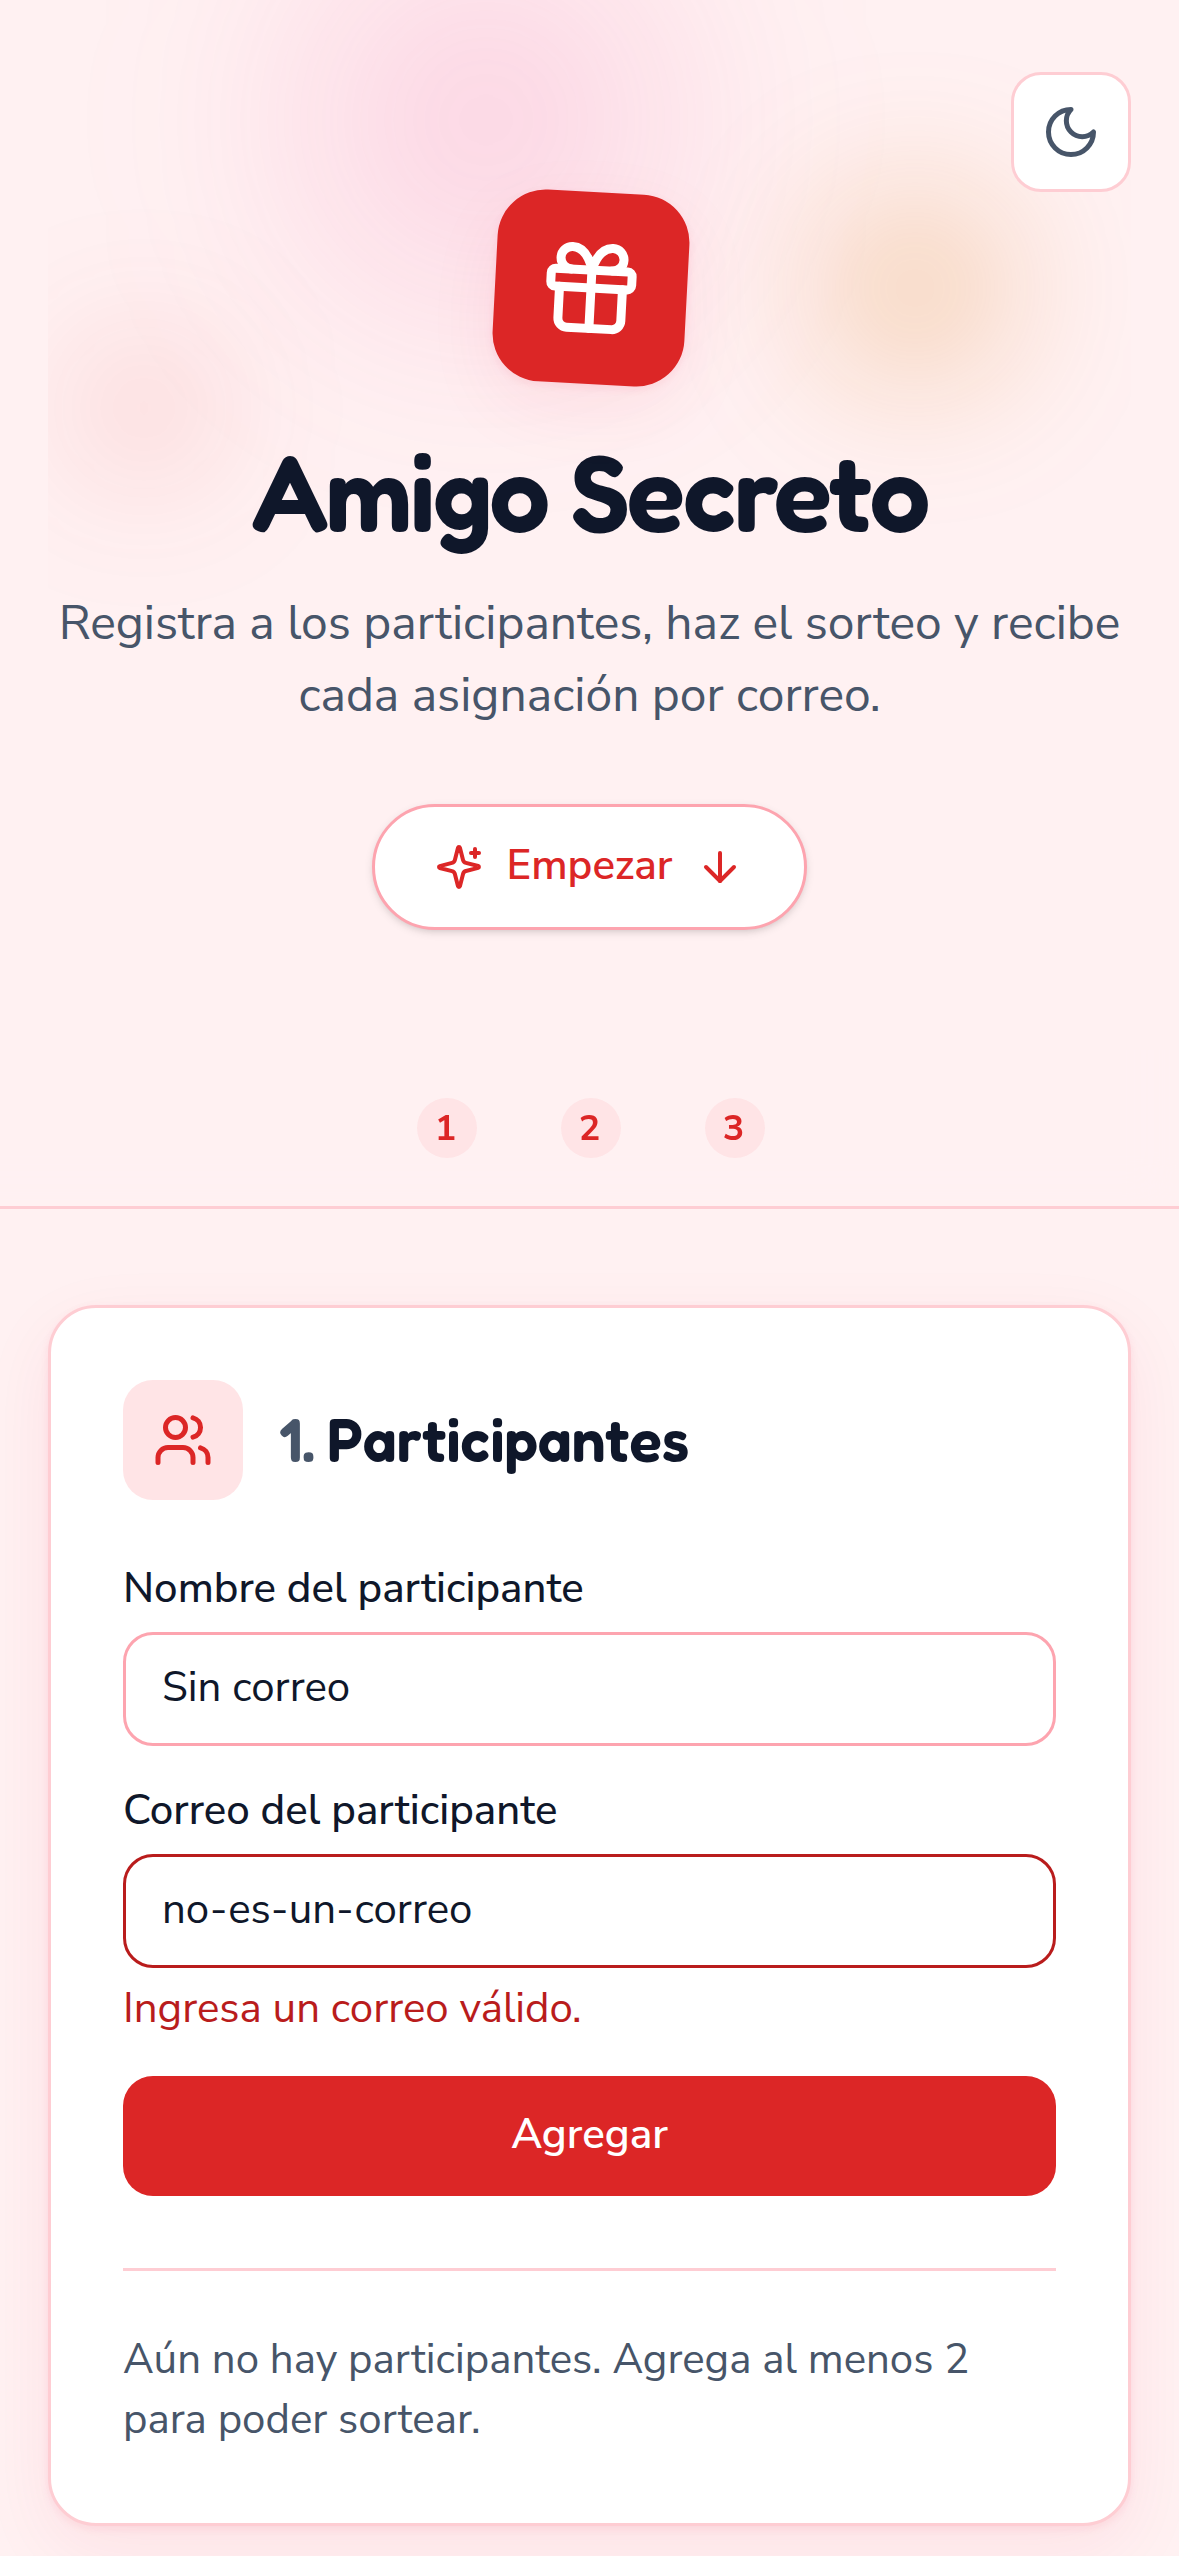 Amigo Secreto
Registra a los participantes, haz el sorteo y recibe
cada asignación por correo.
Empezar
1 2 3
1. Participantes
Nombre del participante
Sin correo
Correo del participante
no-es-un-correo
Ingresa un correo válido.
Agregar
Aún no hay participantes. Agrega al menos 2
para poder sortear.